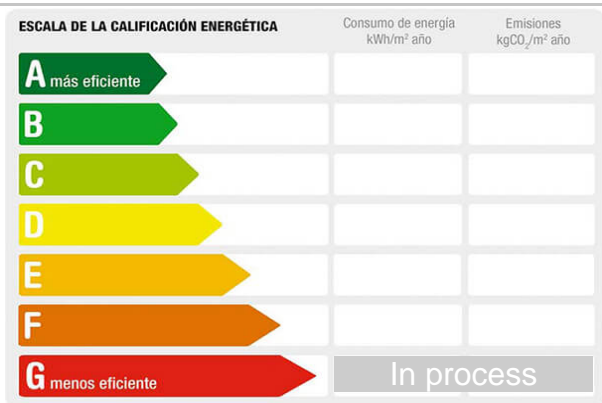 ESCALA DE LA CALIFICACIÓN ENERGÉTICA
Consumo de energía
kWh/m² año
Emisiones
kgCO₂/m² año
A más eficiente
B
C
D
E
F
G menos eficiente
In process